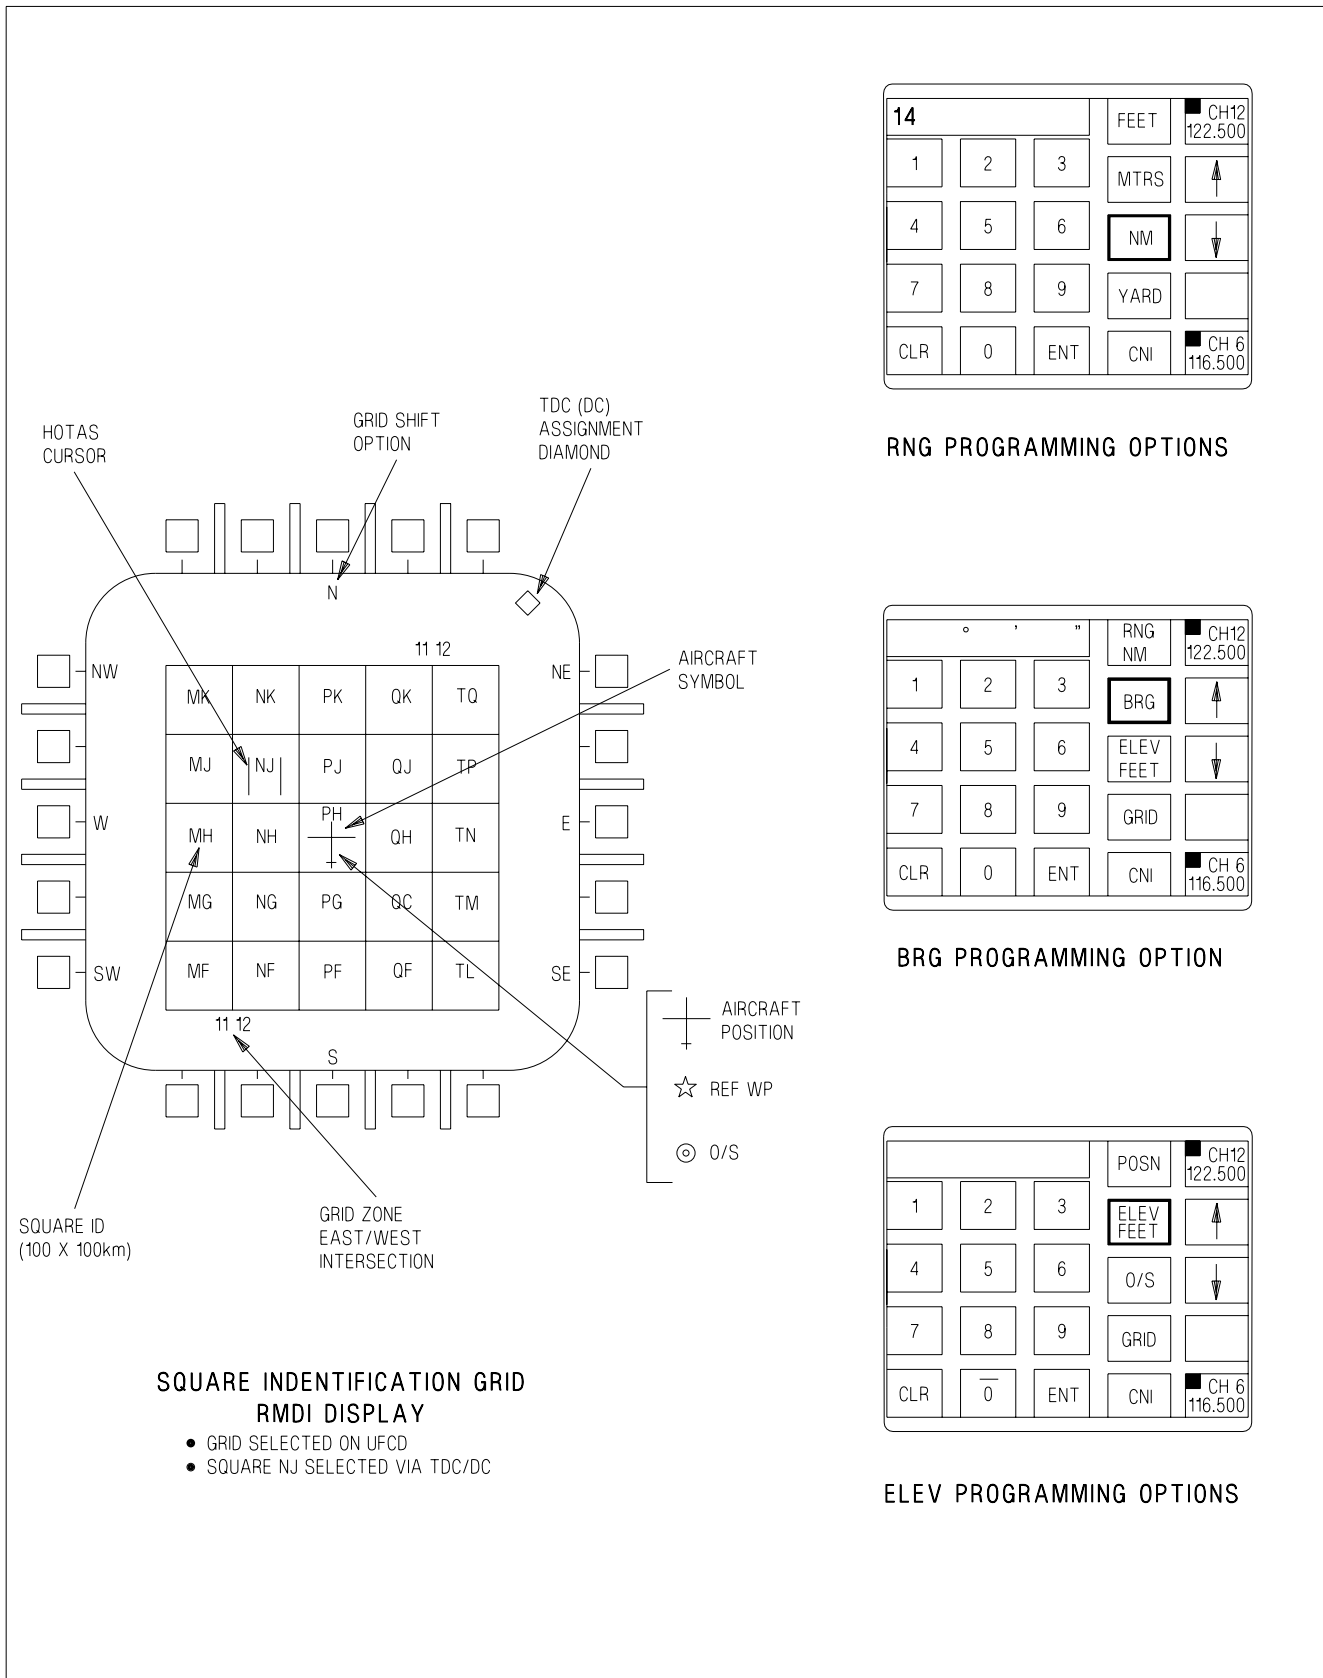 14
FEET
CH12
122.500
1
2
3
MTRS
4
5
6
NM
7
8
9
YARD
CLR
0
ENT
CNI
CH 6
116.500
RNG PROGRAMMING OPTIONS
HOTAS
CURSOR
GRID SHIFT
OPTION
TDC (DC)
ASSIGNMENT
DIAMOND
N
11 12
NW
NE
AIRCRAFT
SYMBOL
MK NK PK QK TQ
MJ NJ PJ QJ TP
W
E
MH NH PH QH TN
MG NG PG QC TM
SW
SE
MF NF PF QF TL
11 12
S
AIRCRAFT
POSITION
REF WP
O/S
SQUARE ID
(100 X 100km)
GRID ZONE
EAST/WEST
INTERSECTION
° ' "
RNG
NM
CH12
122.500
1
2
3
BRG
4
5
6
ELEV
FEET
7
8
9
GRID
CLR
0
ENT
CNI
CH 6
116.500
BRG PROGRAMMING OPTION
POSN
CH12
122.500
1
2
3
ELEV
FEET
4
5
6
O/S
7
8
9
GRID
CLR
0
ENT
CNI
CH 6
116.500
ELEV PROGRAMMING OPTIONS
SQUARE INDENTIFICATION GRID
RMDI DISPLAY
• GRID SELECTED ON UFCD
• SQUARE NJ SELECTED VIA TDC/DC